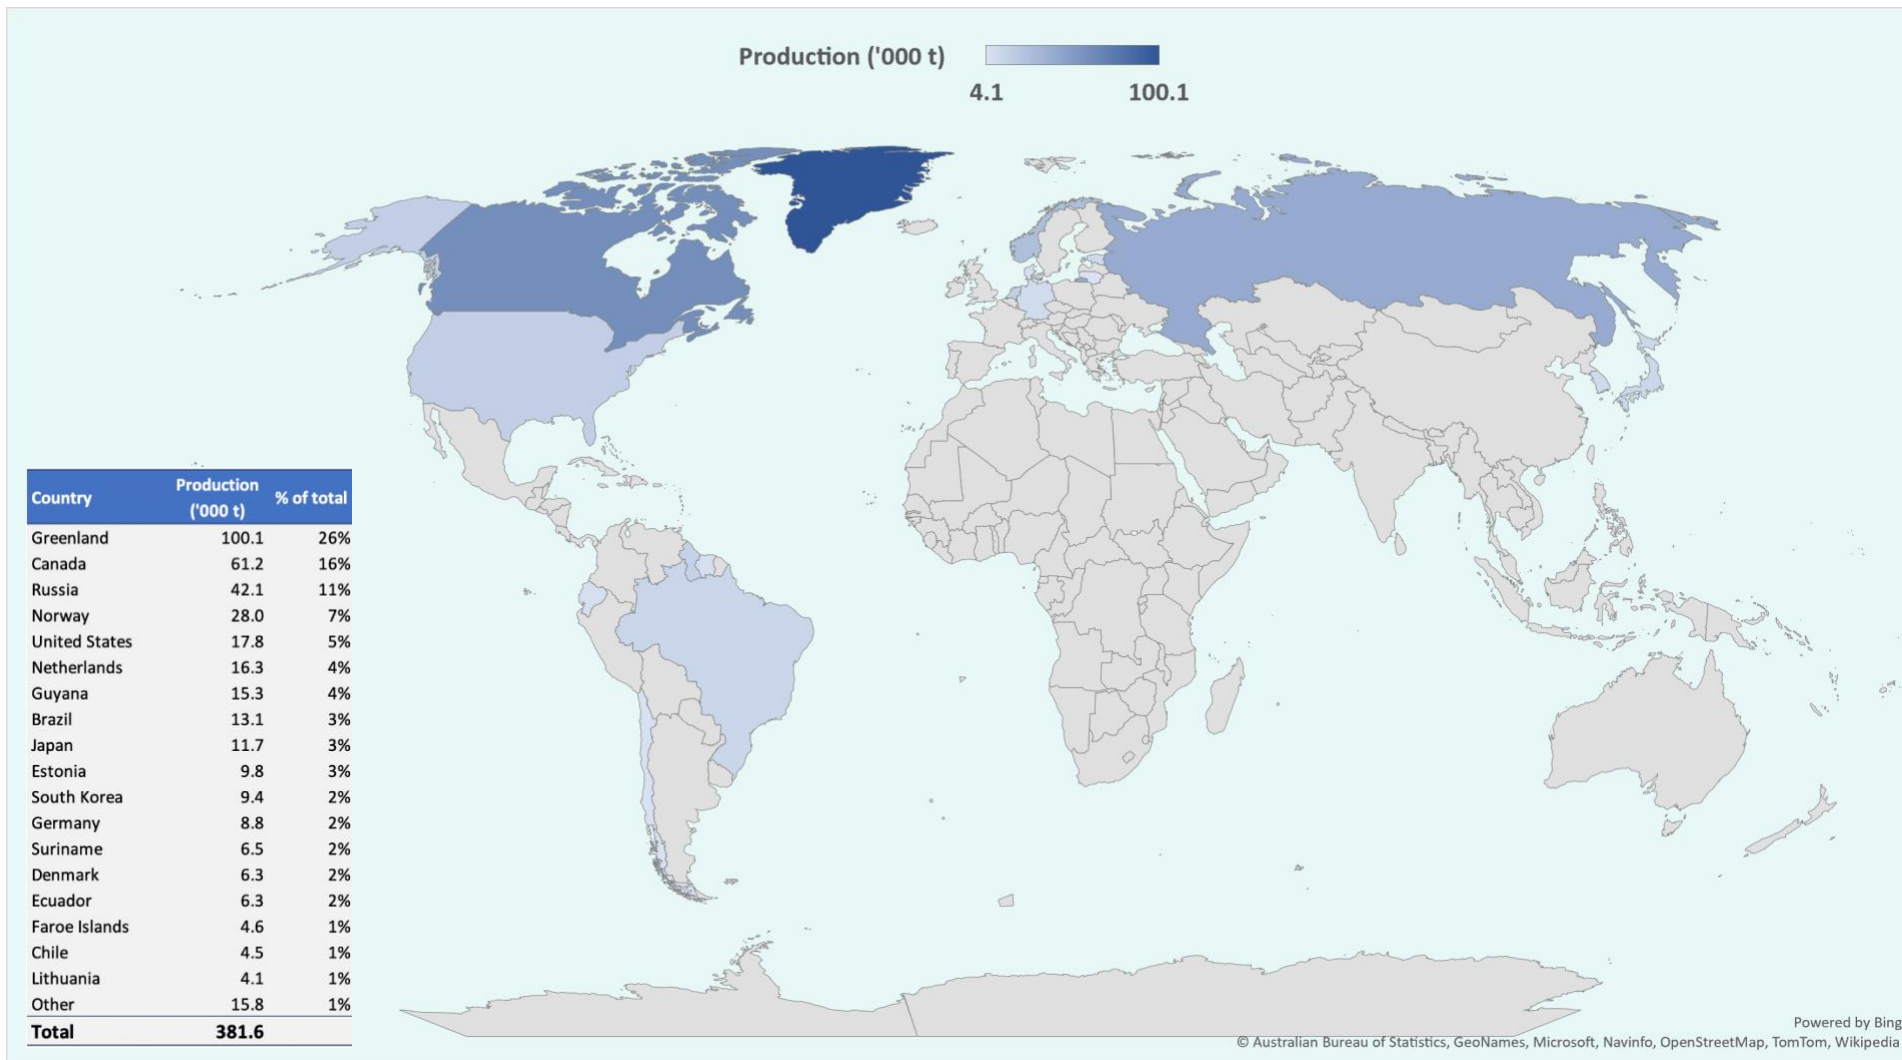 Production ('000 t)
4.1 100.1
Country Production ('000 t) % of total
Greenland 100.1 26%
Canada 61.2 16%
Russia 42.1 11%
Norway 28.0 7%
United States 17.8 5%
Netherlands 16.3 4%
Guyana 15.3 4%
Brazil 13.1 3%
Japan 11.7 3%
Estonia 9.8 3%
South Korea 9.4 2%
Germany 8.8 2%
Suriname 6.5 2%
Denmark 6.3 2%
Ecuador 6.3 2%
Faroe Islands 4.6 1%
Chile 4.5 1%
Lithuania 4.1 1%
Other 15.8 1%
Total 381.6
Powered by Bing
© Australian Bureau of Statistics, GeoNames, Microsoft, Navinfo, OpenStreetMap, TomTom, Wikipedia